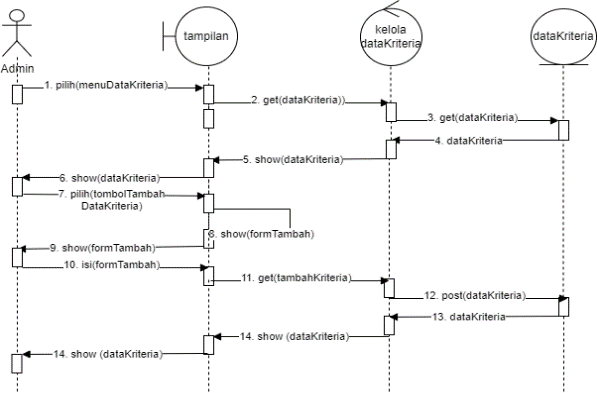 Admin
tampilan
kelola
dataKriteria
dataKriteria
1. pilih(menuDataKriteria)
2. get(dataKriteria))
3. get(dataKriteria)
4. dataKriteria
5. show(dataKriteria)
6. show(dataKriteria)
7. pilih(tombolTambah
DataKriteria)
8. show(formTambah)
9. show(formTambah)
10. isi(formTambah)
11. get(tambahKriteria)
12. post(dataKriteria)
13. dataKriteria
14. show (dataKriteria)
14. show (dataKriteria)